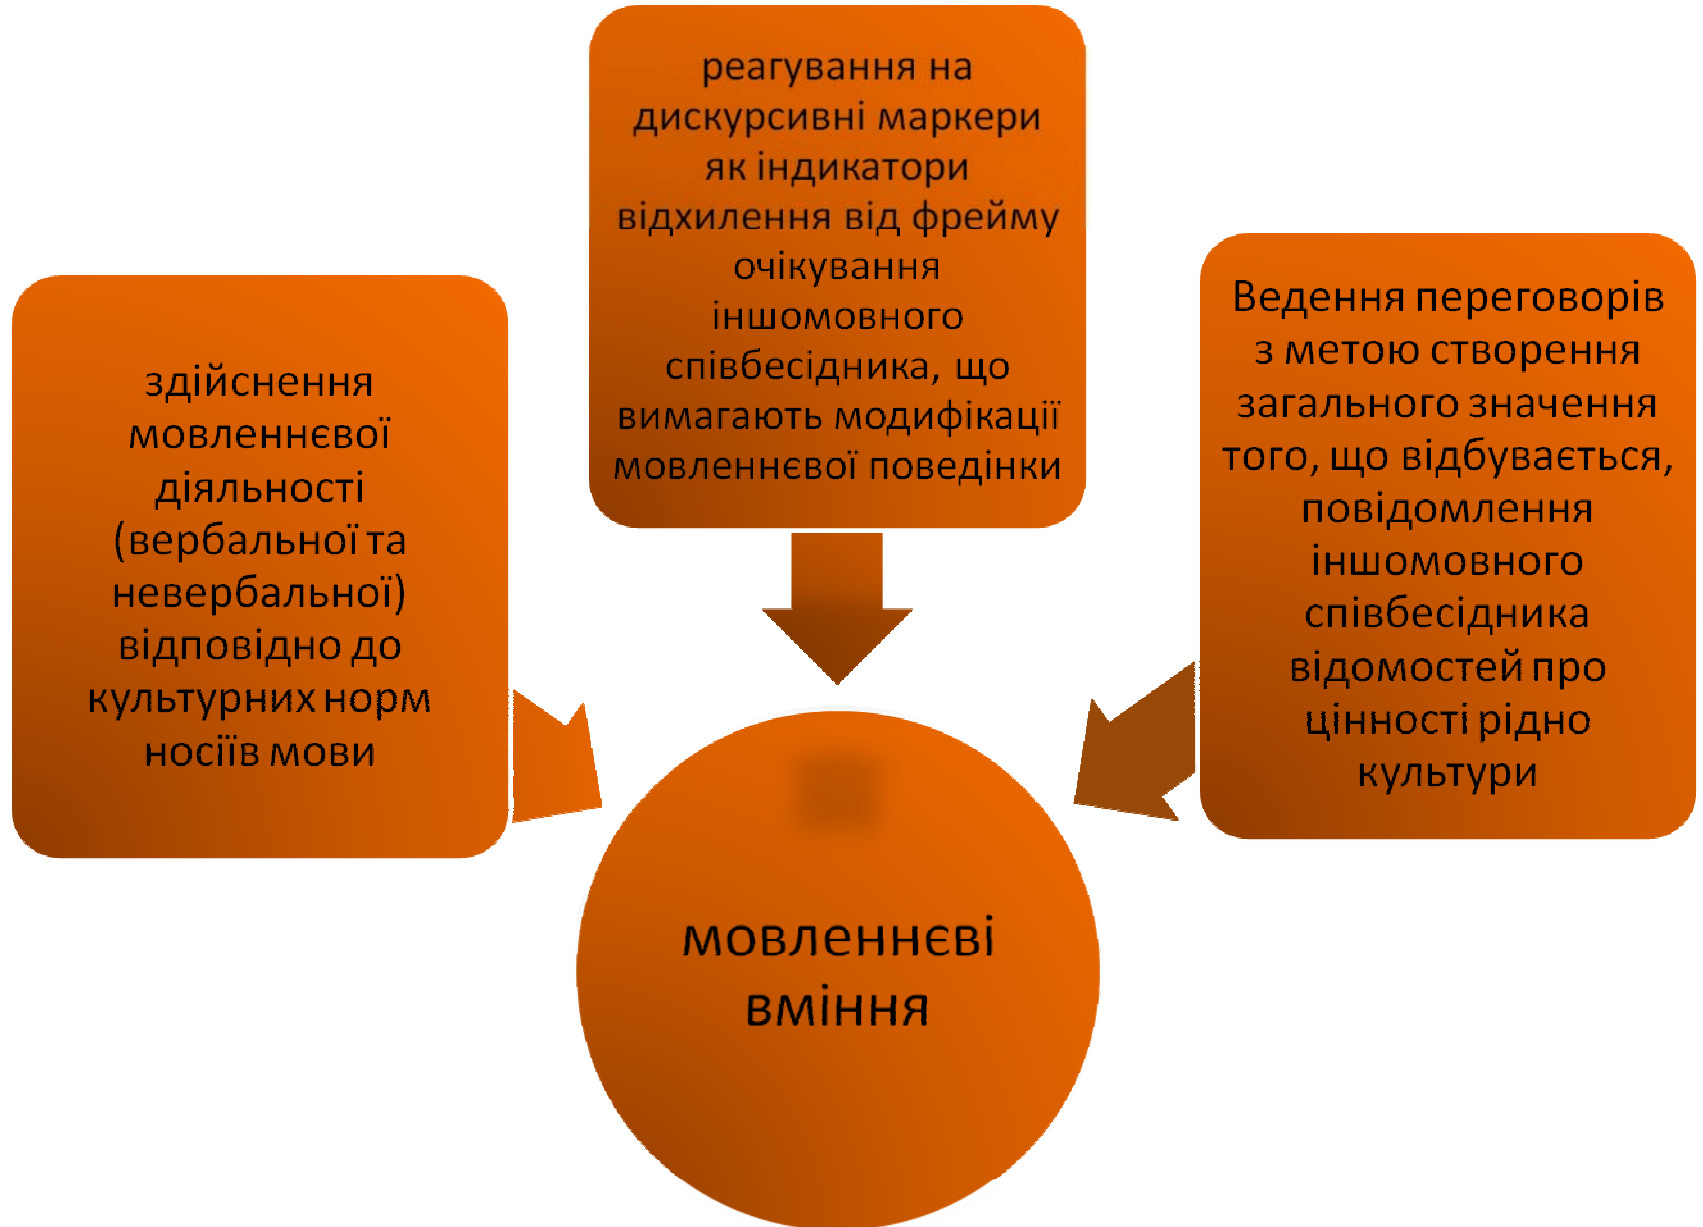 здійснення
мовленнєвої
діяльності
(вербальної та
невербальної)
відповідно до
культурних норм
носіїв мови
реагування на
дискурсивні маркери
як індикатори
відхилення від фрейму
очікування
іншомовного
співбесідника, що
вимагають модифікації
мовленнєвої поведінки
Ведення переговорів
з метою створення
загального значення
того, що відбувається,
повідомлення
іншомовного
співбесідника
відомостей про
цінності рідно
культури
мовленнєві
вміння